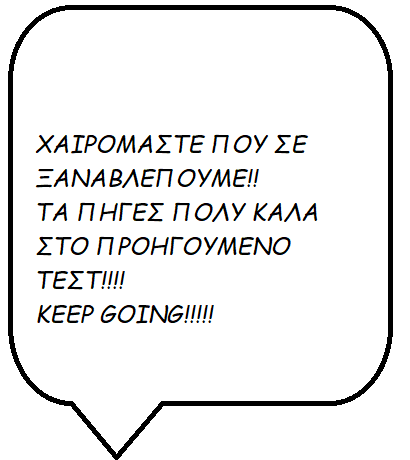 ΧΑΙΡΟΜΑΣΤΕ ΠΟΥ ΣΕ
ΞΑΝΑΒΛΕΠΟΥΜΕ!!
ΤΑ ΠΗΓΕΣ ΠΟΛΥ ΚΑΛΑ
ΣΤΟ ΠΡΟΗΓΟΥΜΕΝΟ
ΤΕΣΤ!!!!
KEEP GOING!!!!!